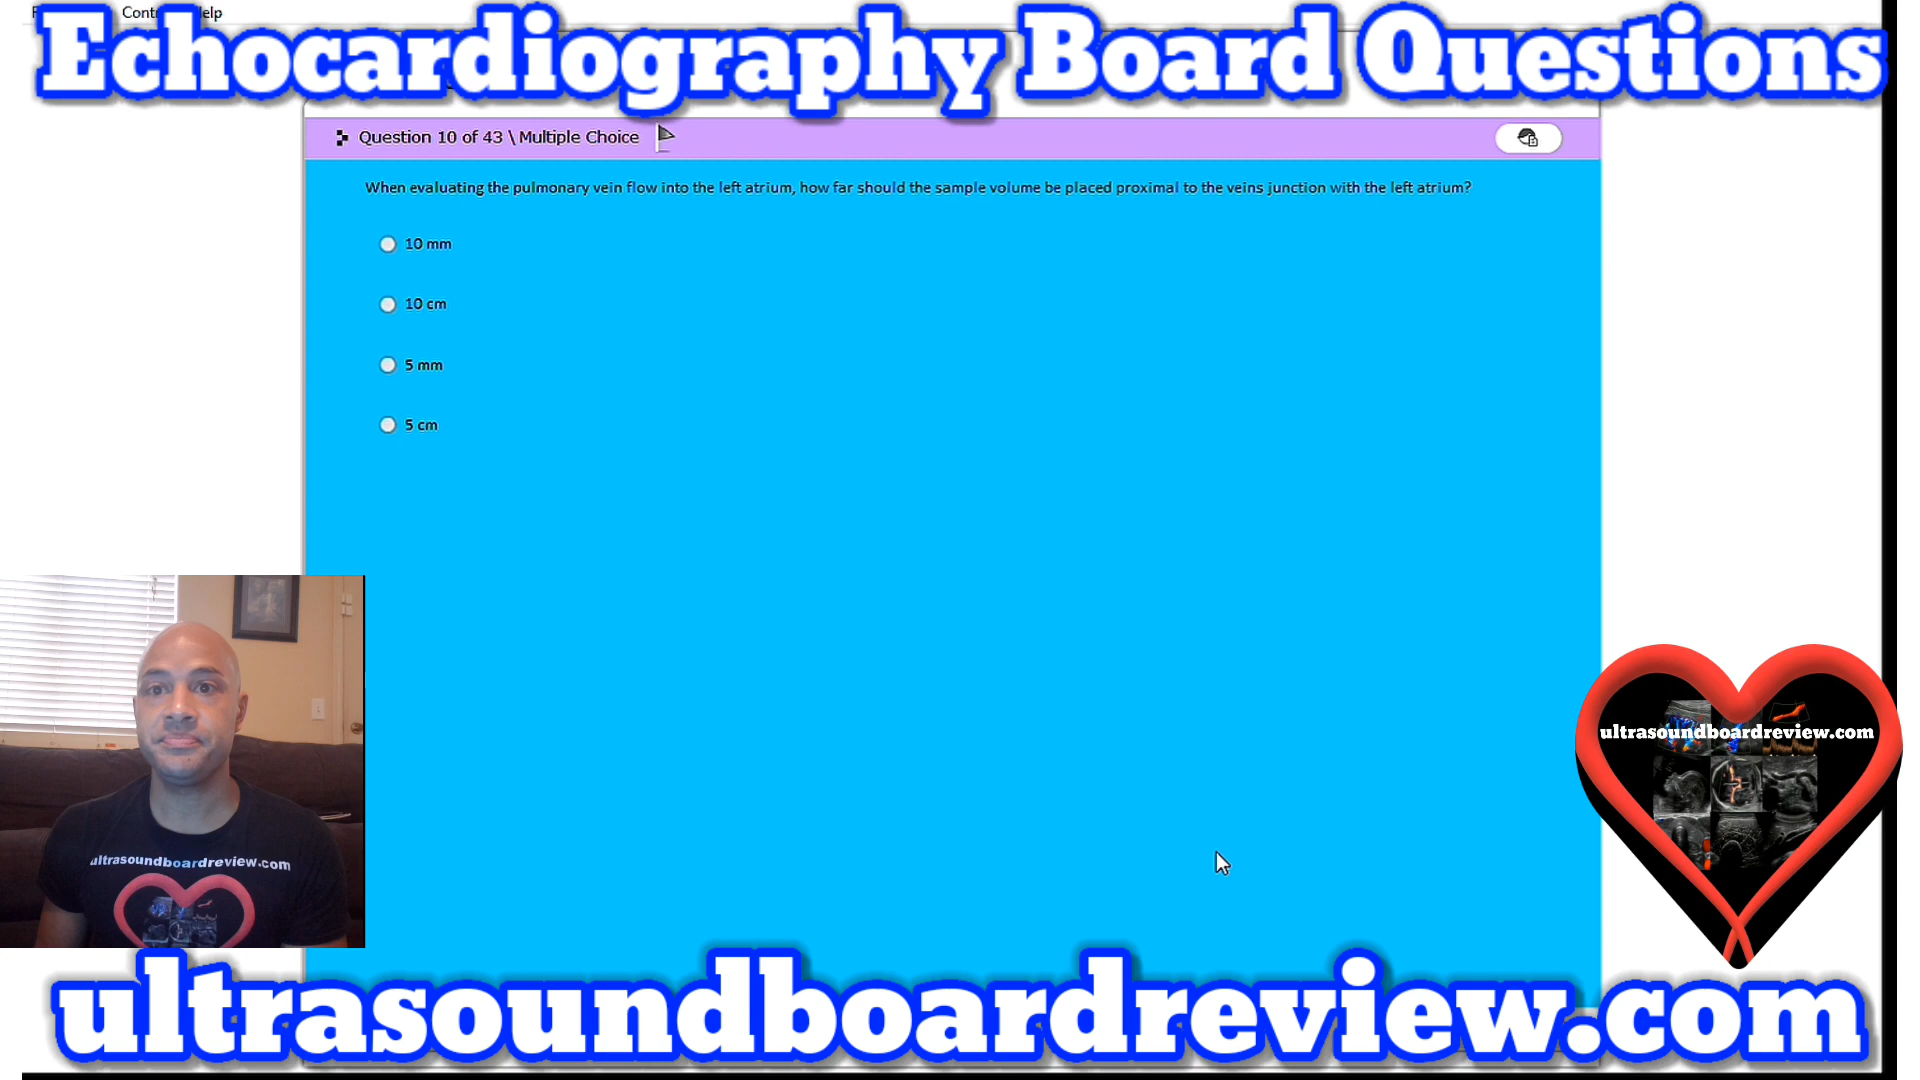 Help
Echocardiography Board Questions
Question 10 of 43 \ Multiple Choice
When evaluating the pulmonary vein flow into the left atrium, how far should the sample volume be placed proximal to the veins junction with the left atrium?
10 mm
10 cm
5 mm
5 cm
ultrasoundboardreview.com
ultrasoundboardreview.com
ultrasoundboardreview.com